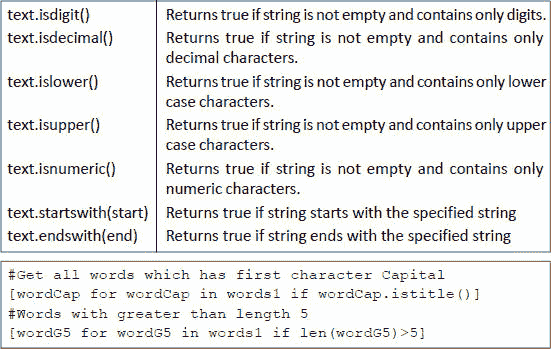 text.isdigit() Returns true if string is not empty and contains only digits.
text.isdecimal() Returns true if string is not empty and contains only
decimal characters.
text.islower() Returns true if string is not empty and contains only lower
case characters.
text.isupper() Returns true if string is not empty and contains only upper
case characters.
text.isnumeric() Returns true if string is not empty and contains only
numeric characters.
text.startswith(start) Returns true if string starts with the specified string
text.endswith(end) Returns true if string ends with the specified string
#Get all words which has first character Capital
[wordCap for wordCap in words1 if wordCap.istitle()]
#Words with greater than length 5
[wordG5 for wordG5 in words1 if len(wordG5)>5]